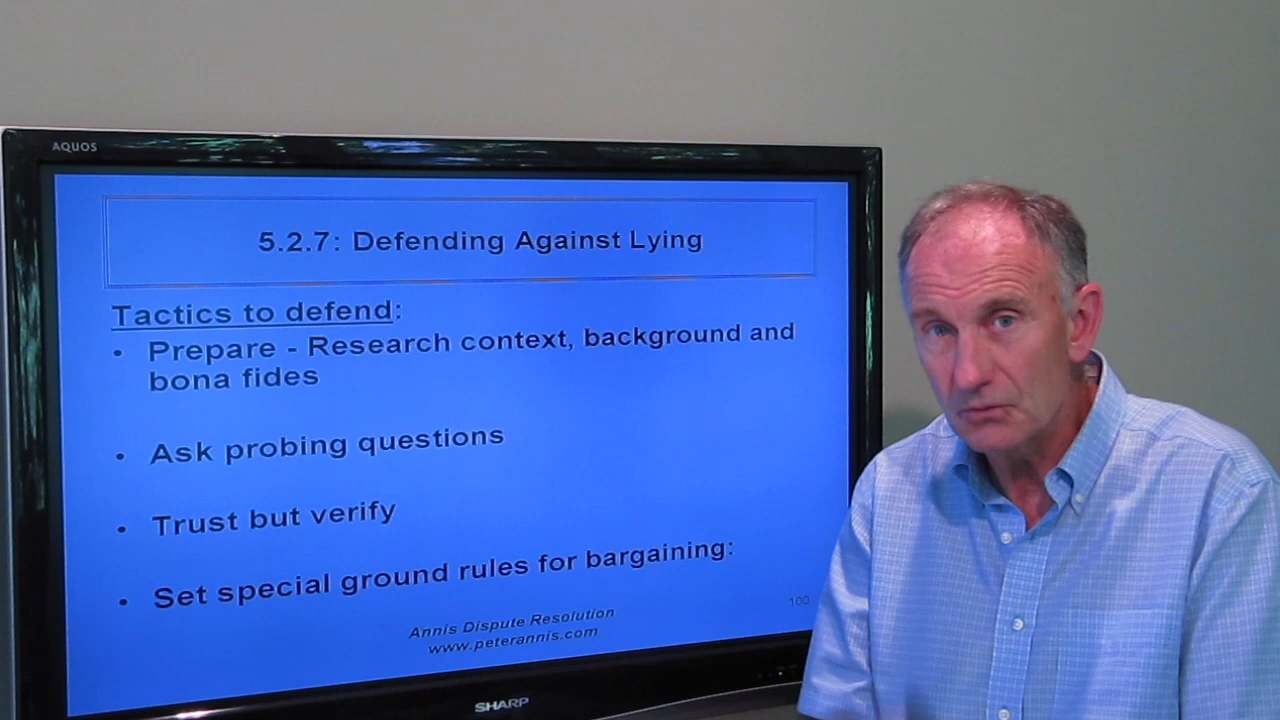 AQUOS
5.2.7: Defending Against Lying
Tactics to defend:
• Prepare - Research context, background and
bona fides
• Ask probing questions
• Trust but verify
• Set special ground rules for bargaining:
100
Annis Dispute Resolution
www.peterannis.com
SHARP